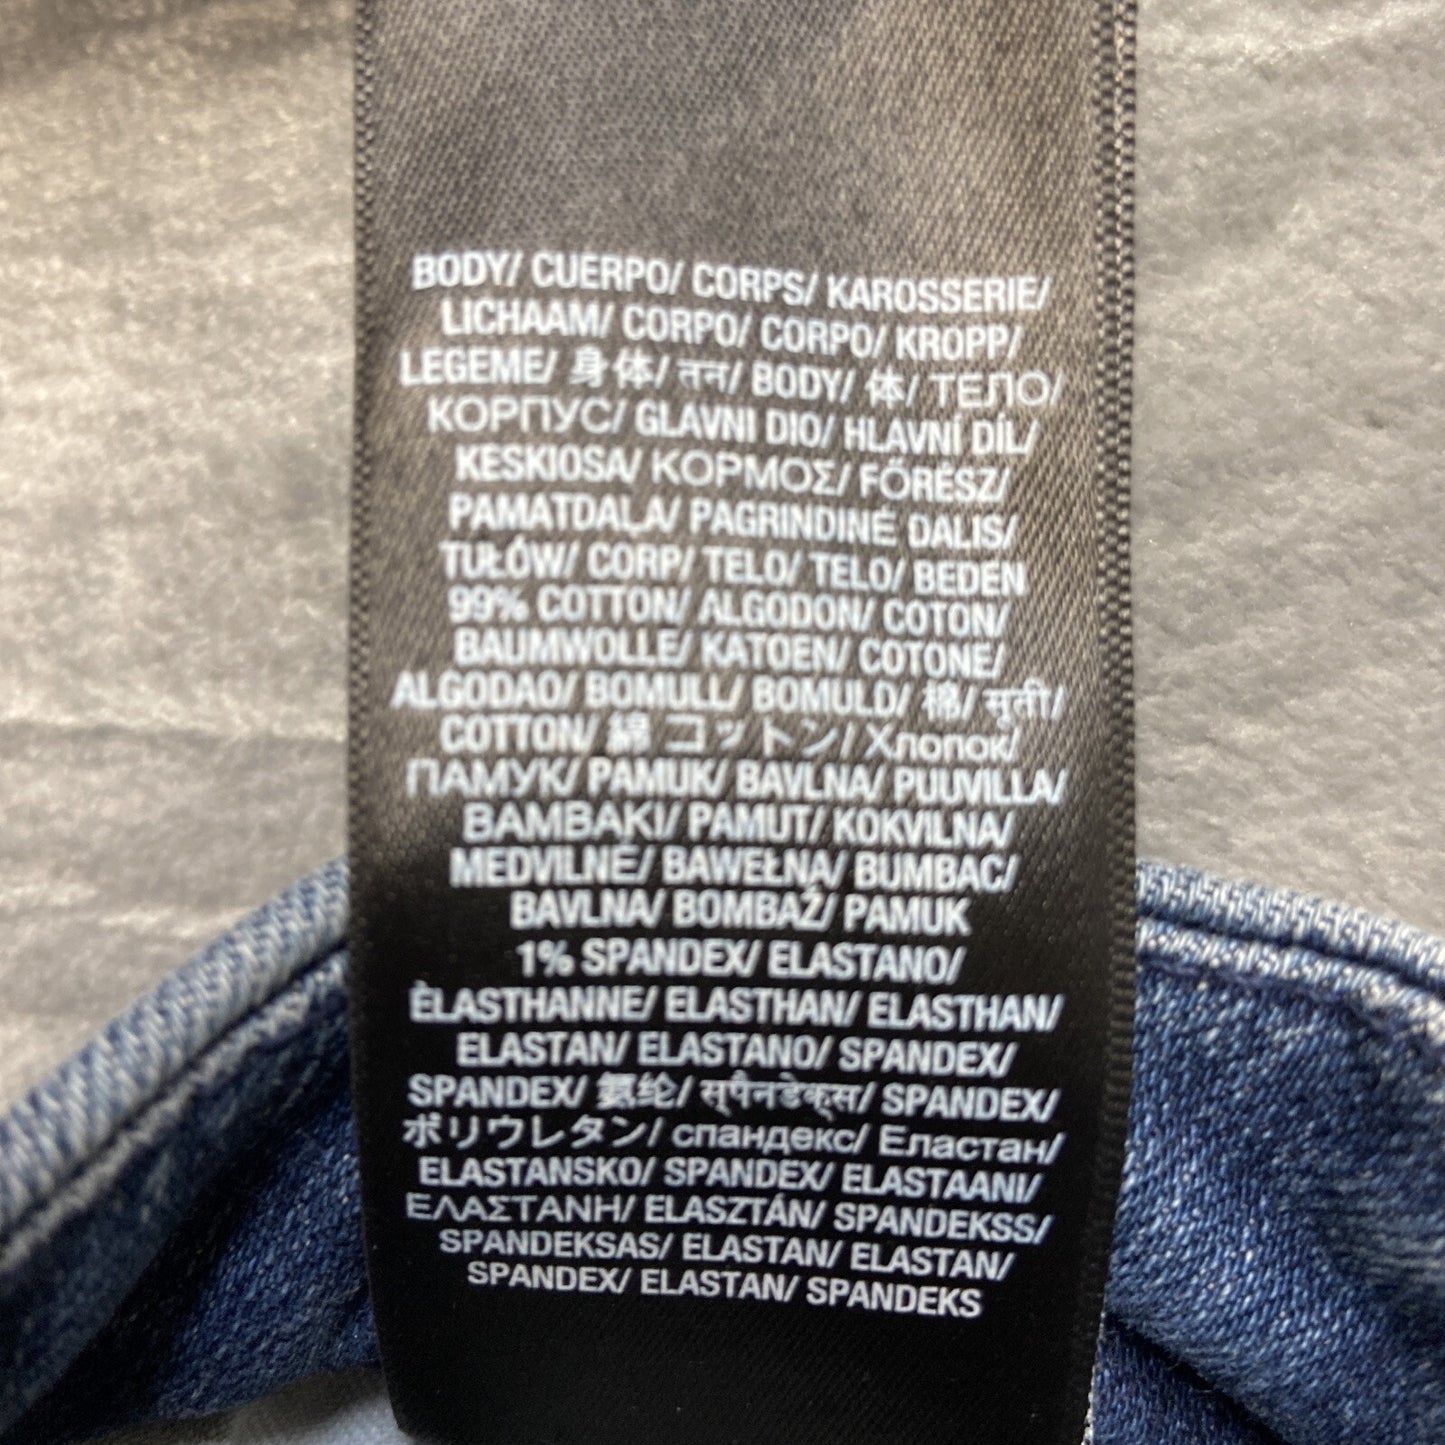 BODY/ CUERPO/ CORPS/ KAROSSERIE/
LICHAAM/ CORPO/ CORPO/ KROPP/
LEGEME/ 身体/ तन/ BODY/ 体/ ТЕЛО/
КОРПУС/ GLAVNI DIO/ HLAVNÍ DÍL/
KESKIOSA/ ΚΟΡΜΟΣ/ FŐRÉSZ/
PAMATDAĻA/ PAGRINDINĖ DALIS/
TUŁÓW/ CORP/ TELO/ TELO/ BEDEN
99% COTTON/ ALGODON/ COTON/
BAUMWOLLE/ KATOEN/ COTONE/
ALGODAO/ BOMULL/ BOMULD/ 棉/ सूती/
COTTON/ 綿 コットン/ Хлопок/
ПАМУК/ PAMUK/ BAVLNA/ PUUVILLA/
ΒΑΜΒΑΚΙ/ PAMUT/ KOKVILNA/
MEDVILNĖ/ BAWEŁNA/ BUMBAC/
BAVLNA/ BOMBAŽ/ PAMUK
1% SPANDEX/ ELASTANO/
ÉLASTHANNE/ ELASTHAN/ ELASTHAN/
ELASTAN/ ELASTANO/ SPANDEX/
SPANDEX/ 氨纶/ स्पैनडेक्स/ SPANDEX/
ポリウレタン/ спандекс/ Еластан/
ELASTANSKO/ SPANDEX/ ELASTAANI/
ΕΛΑΣΤΑΝΗ/ ELASZTÁN/ SPANDEKSS/
SPANDEKSAS/ ELASTAN/ ELASTAN/
SPANDEX/ ELASTAN/ SPANDEKS